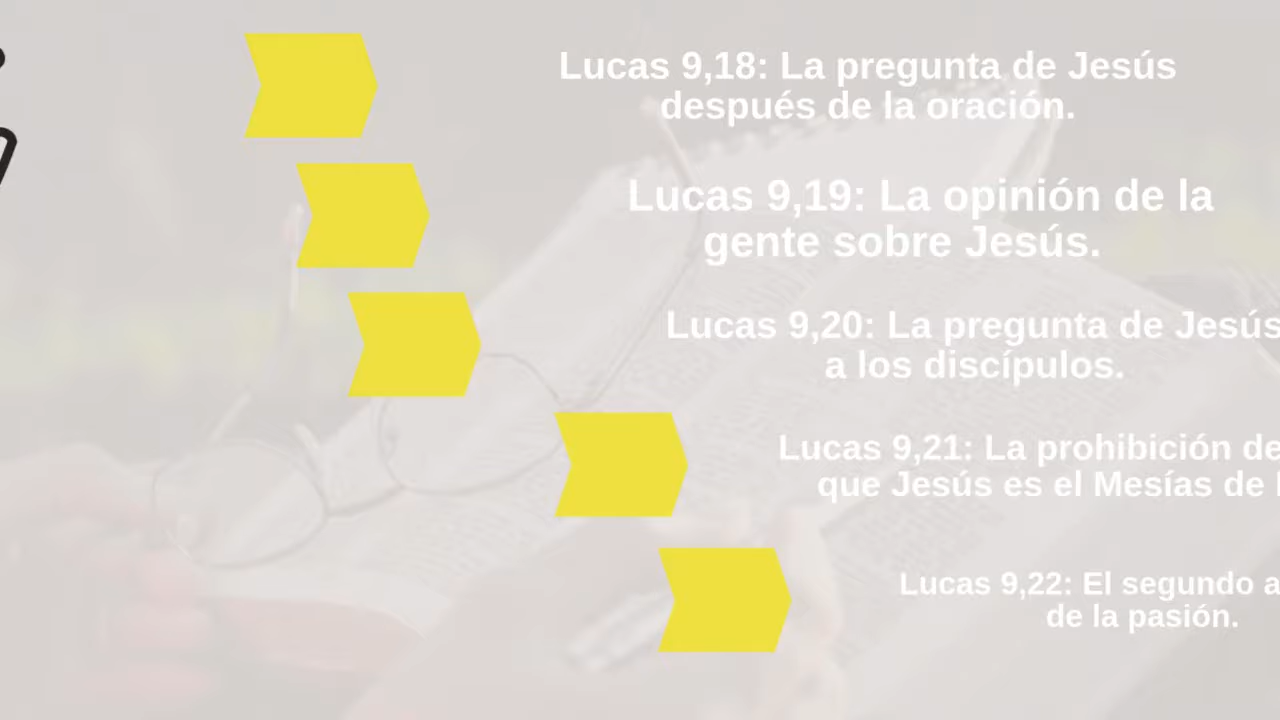 Lucas 9,18: La pregunta de Jesús
después de la oración.
Lucas 9,19: La opinión de la
gente sobre Jesús.
Lucas 9,20: La pregunta de Jesús
a los discípulos.
Lucas 9,21: La prohibición de
que Jesús es el Mesías de
Lucas 9,22: El segundo
de la pasión.